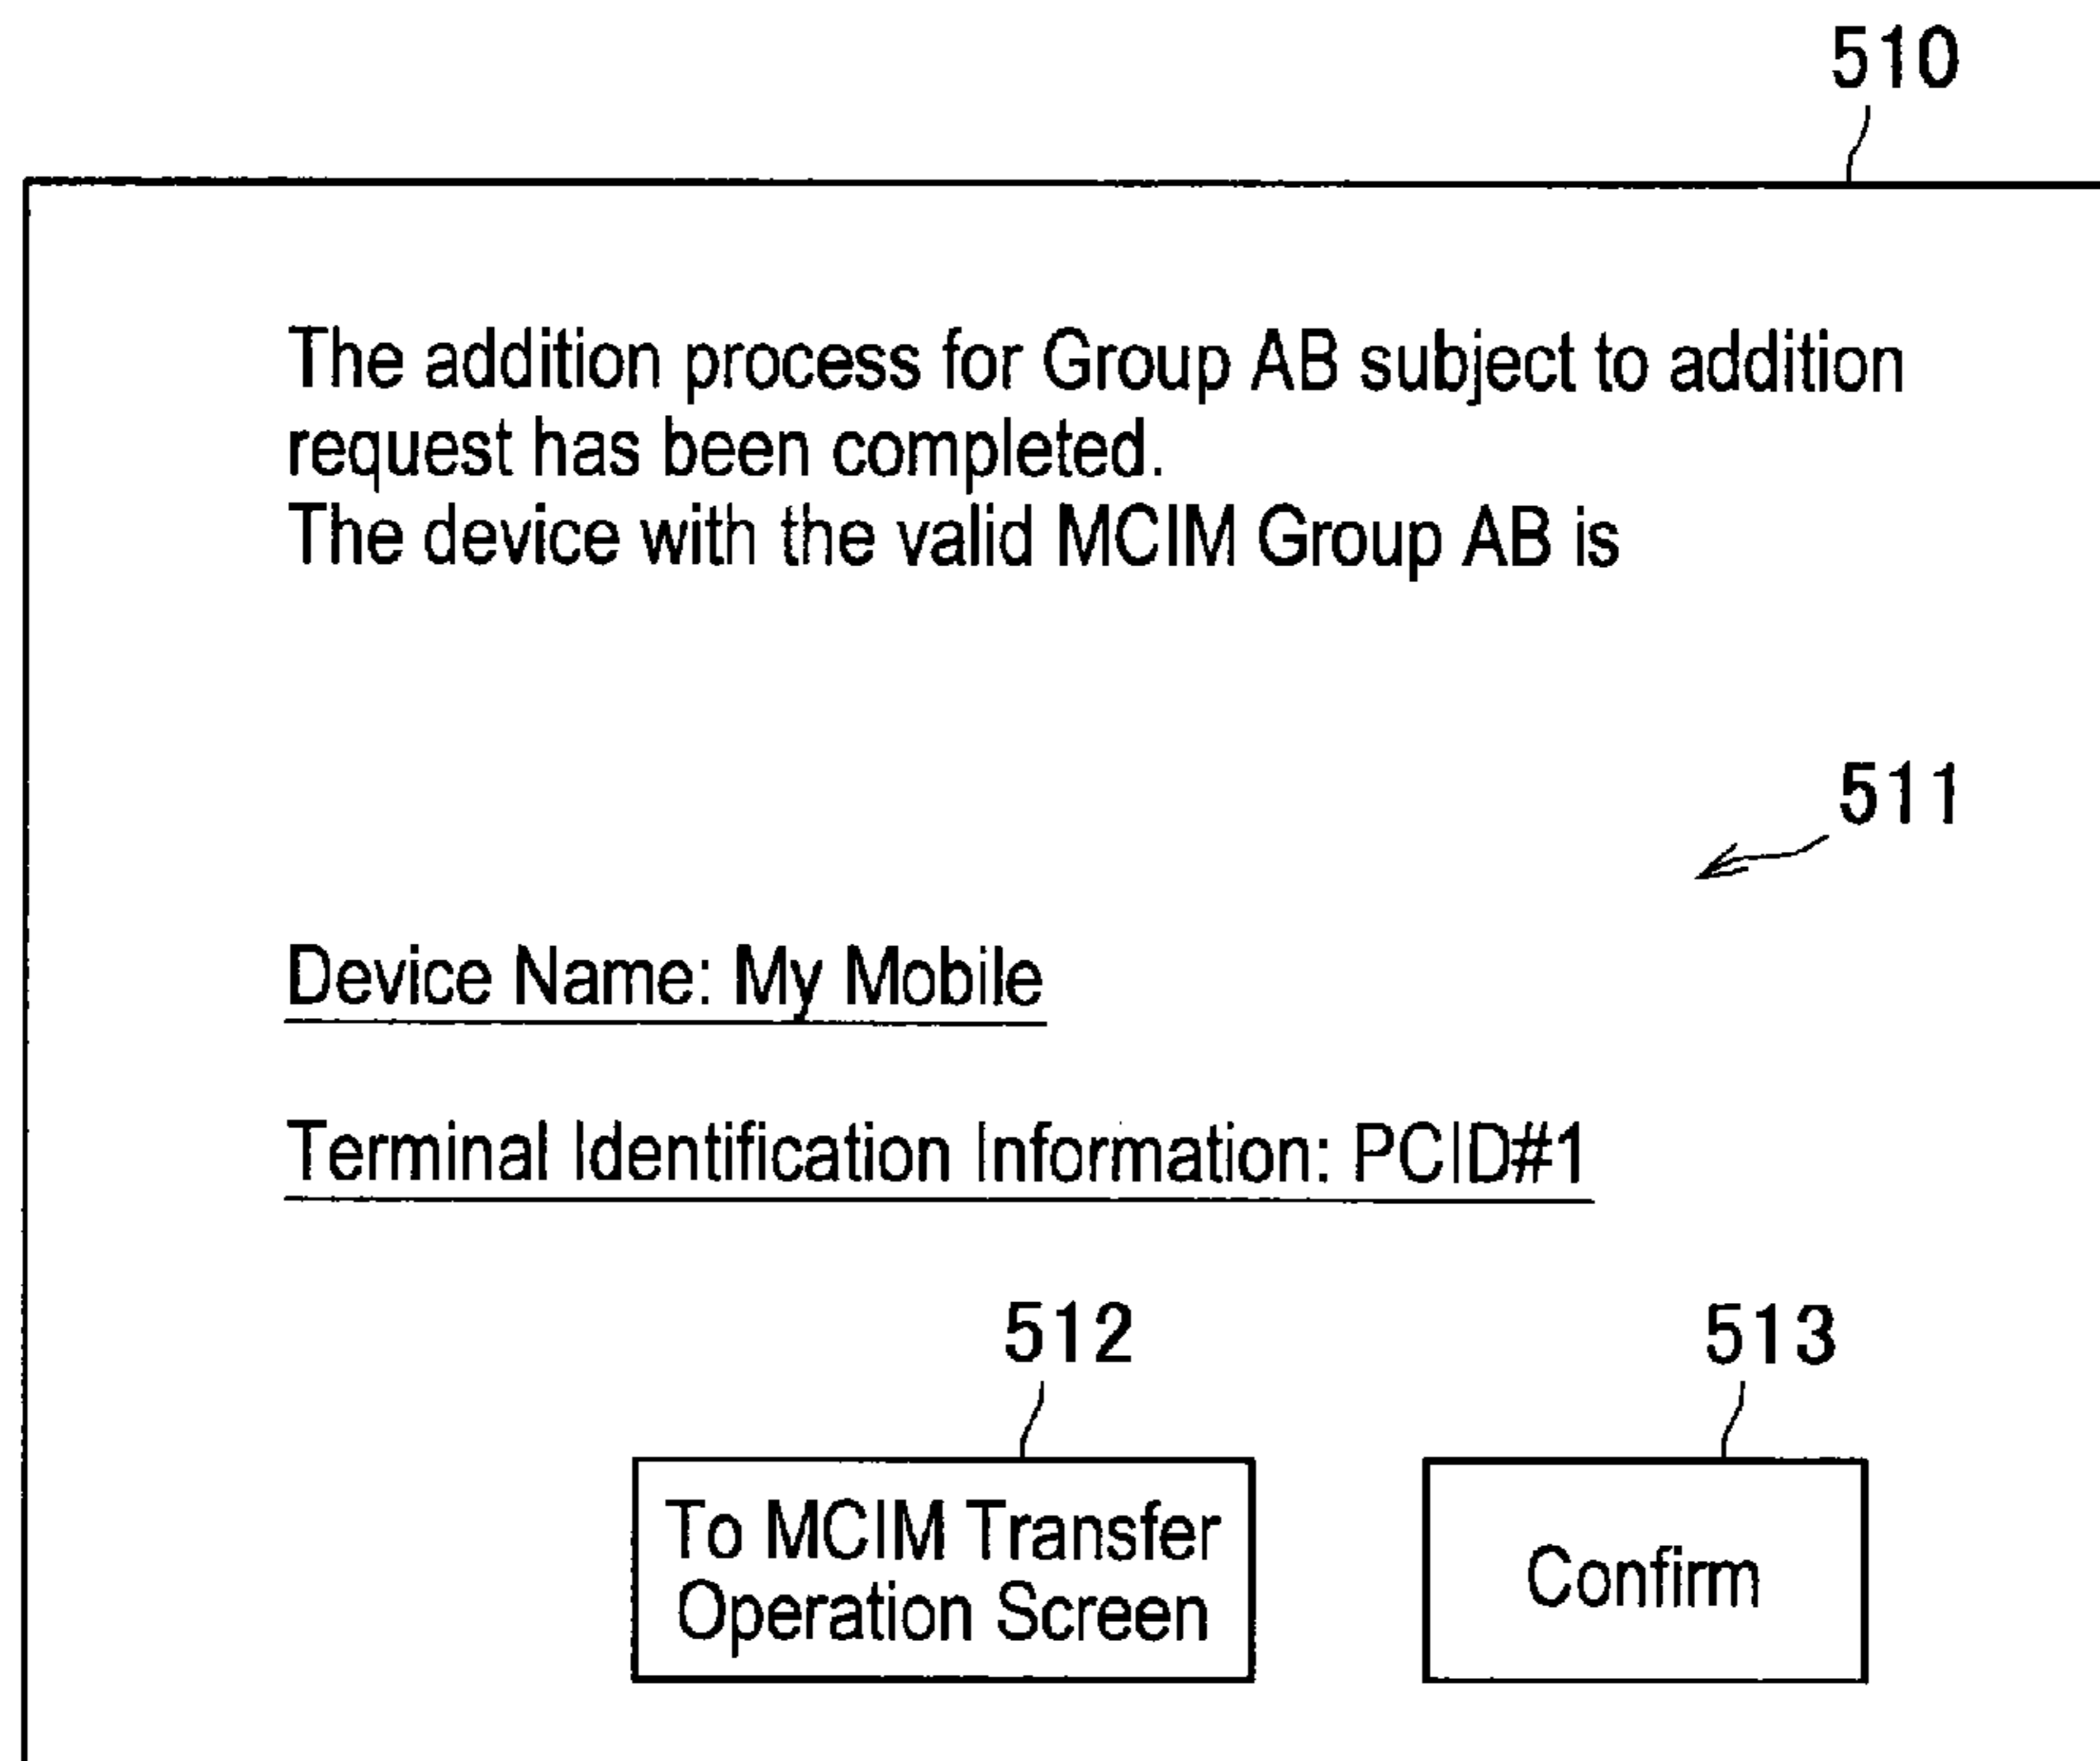 510
The addition process for Group AB subject to addition
request has been completed.
The device with the valid MCIM Group AB is
511
Device Name: My Mobile
Terminal Identification Information: PCID#1
512
513
To MCIM Transfer
Operation Screen
Confirm